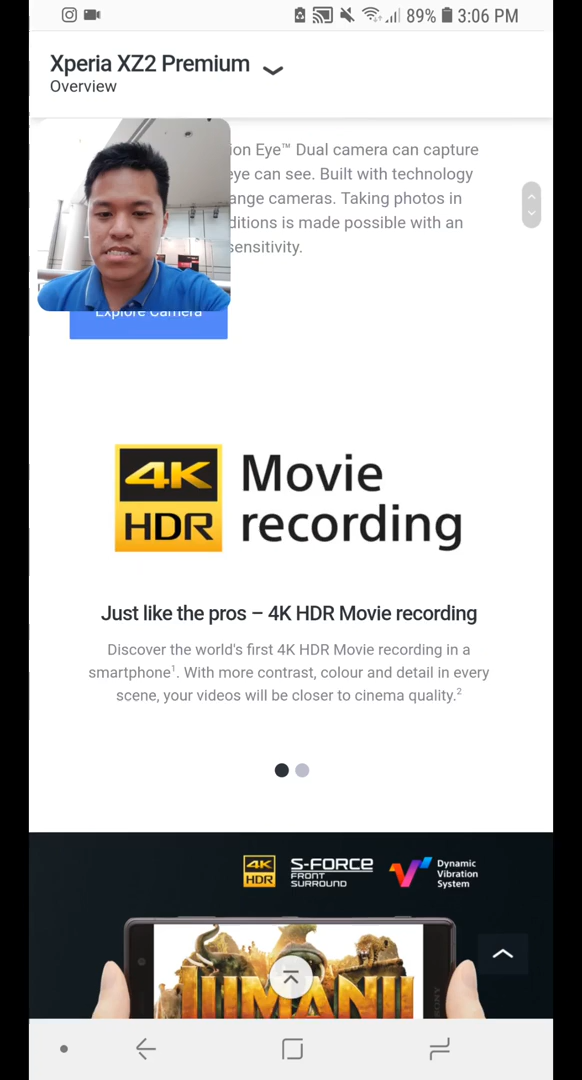 89% 3:06 PM
Xperia XZ2 Premium
Overview
Eye™ Dual camera can capture
eye can see. Built with technology
cameras. Taking photos in
is made possible with an
sensitivity.
Explore Camera
4K
HDR
Movie
recording
Just like the pros – 4K HDR Movie recording
Discover the world's first 4K HDR Movie recording in a
smartphone¹. With more contrast, colour and detail in every
scene, your videos will be closer to cinema quality.²
4K
HDR
S-FORCE
FRONT
SURROUND
Dynamic
Vibration
System
JUMANJI